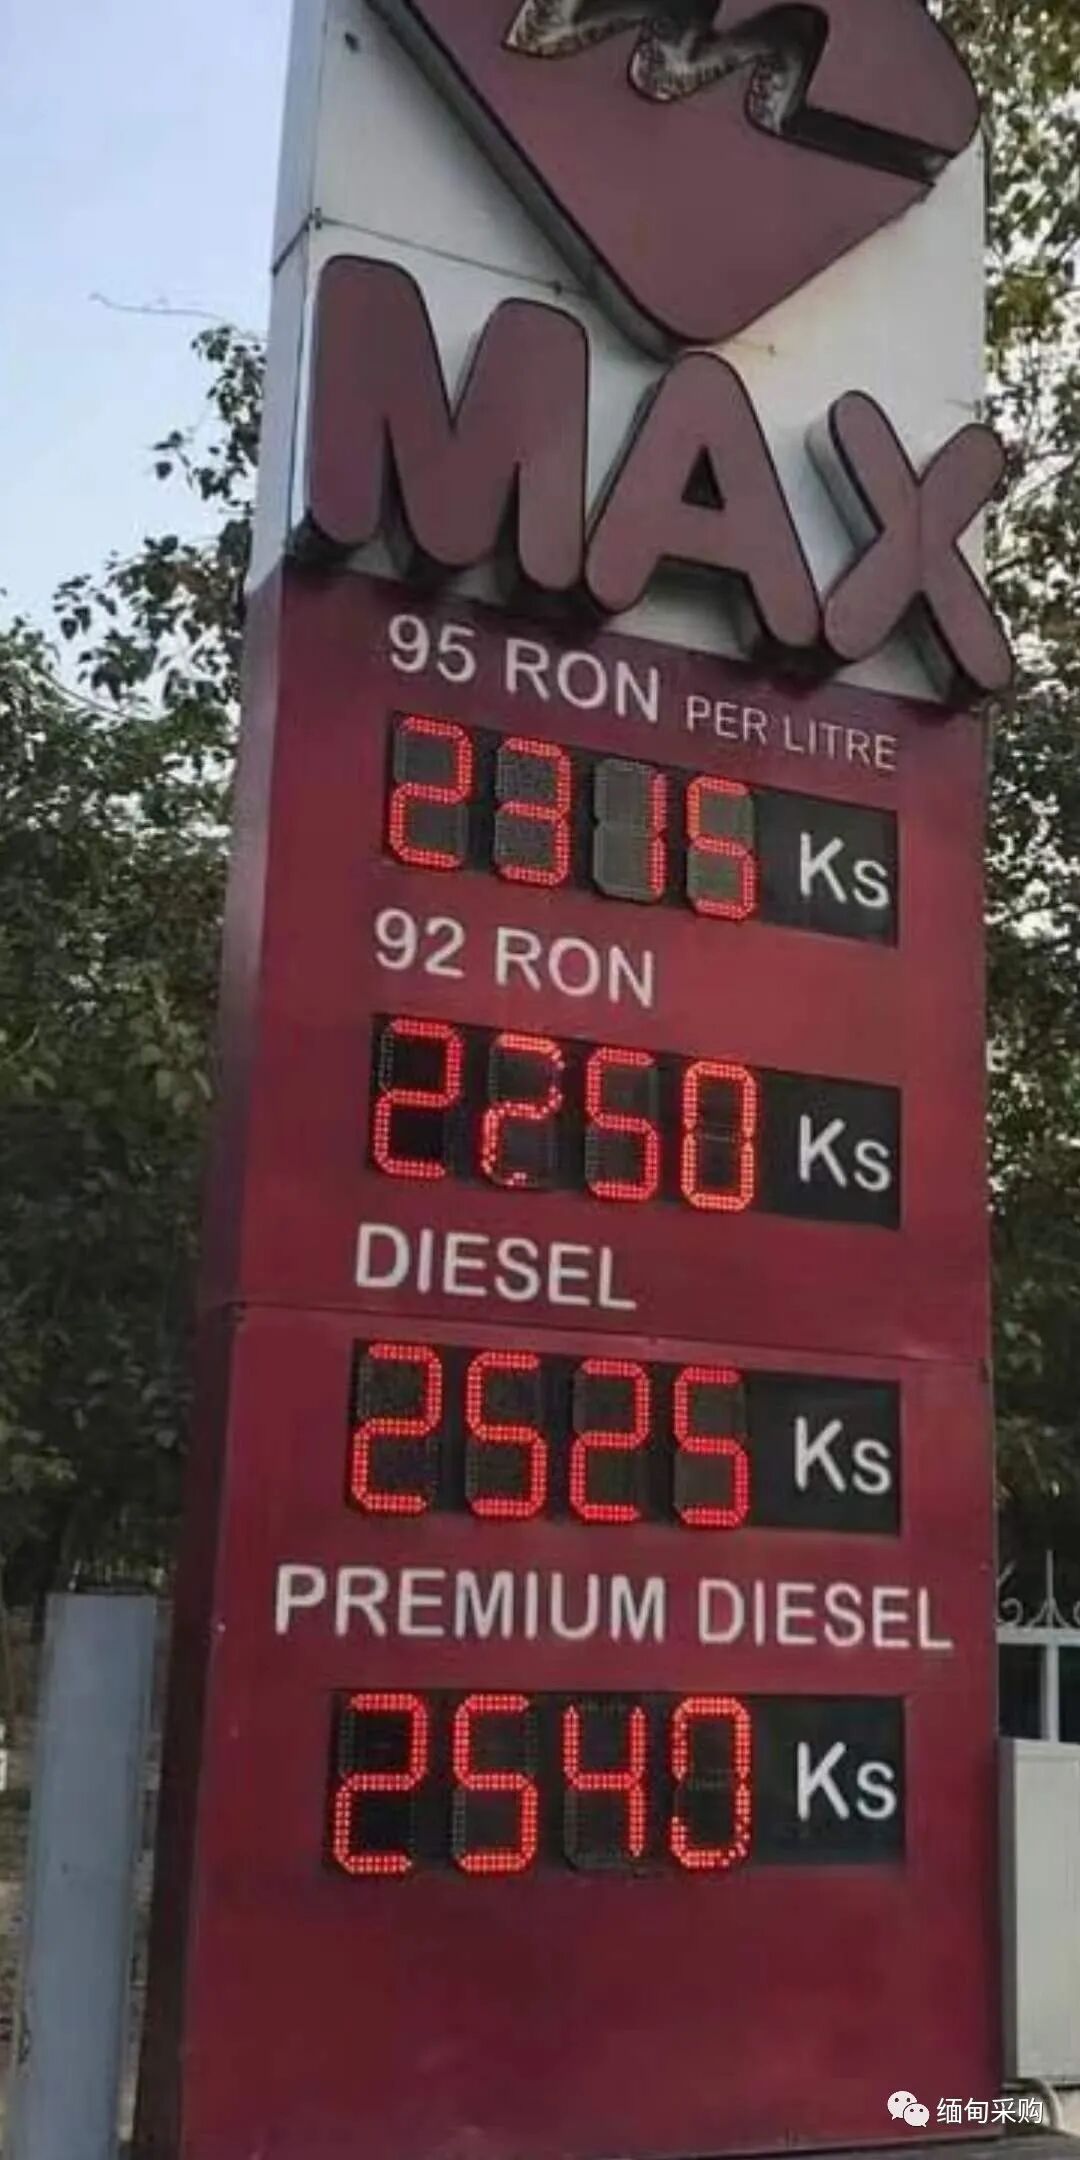 MAX
95 RON PER LITRE
2315 Ks
92 RON
2250 Ks
DIESEL
2525 Ks
PREMIUM DIESEL
2540 Ks
缅甸采购